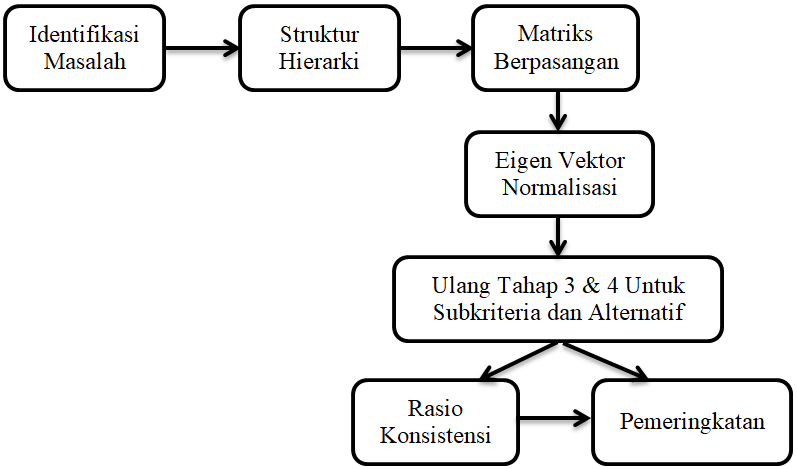 Identifikasi
Masalah
Struktur
Hierarki
Matriks
Berpasangan
Eigen Vektor
Normalisasi
Ulang Tahap 3 & 4 Untuk
Subkriteria dan Alternatif
Rasio
Konsistensi
Pemeringkatan